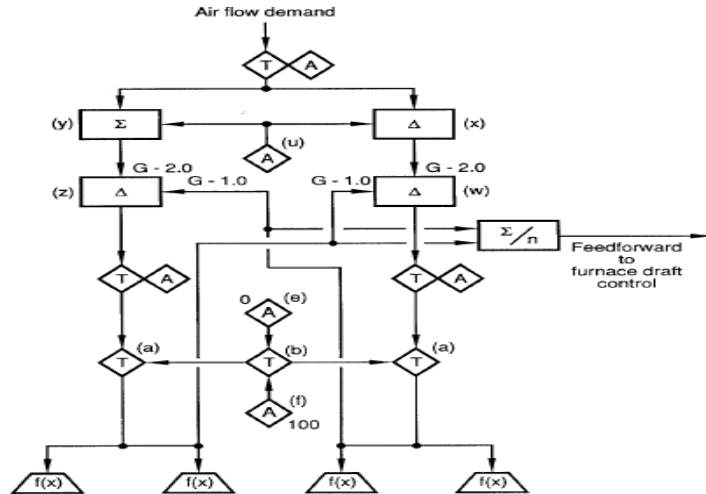 Air flow demand
T A
(y) Σ Δ (x)
A (u)
G - 2.0 G - 2.0
(z) Δ G - 1.0 G - 1.0 Δ (w)
Σ/n
Feedforward
to
furnace draft
control
T A T A
0 A (e)
(a) (b) (a)
T T T
A (f)
100
f(x) f(x) f(x) f(x)